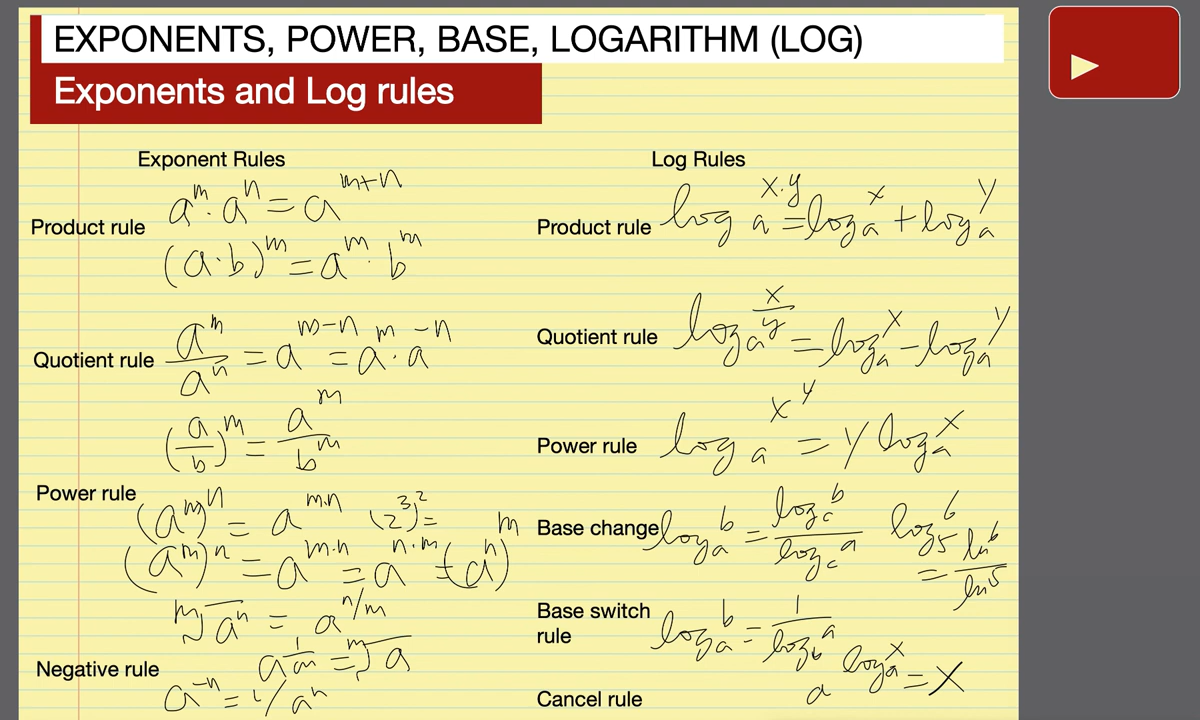 EXPONENTS, POWER, BASE, LOGARITHM (LOG)
Exponents and Log rules
Exponent Rules
Product rule a^m · a^n = a^(m+n)
(a·b)^m = a^m · b^m
Quotient rule a^m/a^n = a^(m-n) = a^m · a^(-n)
(a/b)^m = a^m/b^m
Power rule
(a^m)^n = a^(m·n) (2^3)^2 =
(a^m)^n = a^(m·n) = a^(n·m) = (a^n)^m
m√a^n = a^(n/m)
a^(1/m) = m√a
Negative rule
a^(-n) = 1/a^n
Log Rules
Product rule log_a^(x·y) = log_a^x + log_a^y
Quotient rule log_a^(x/y) = log_a^x - log_a^y
Power rule log_a^(x^y) = y log_a^x
Base change log_a^b = log_c^b / log_c^a log_5^6
= ln^6 / ln^5
Base switch
rule
log_a^b = 1 / log_b^a
Cancel rule a^(log_a^x) = x